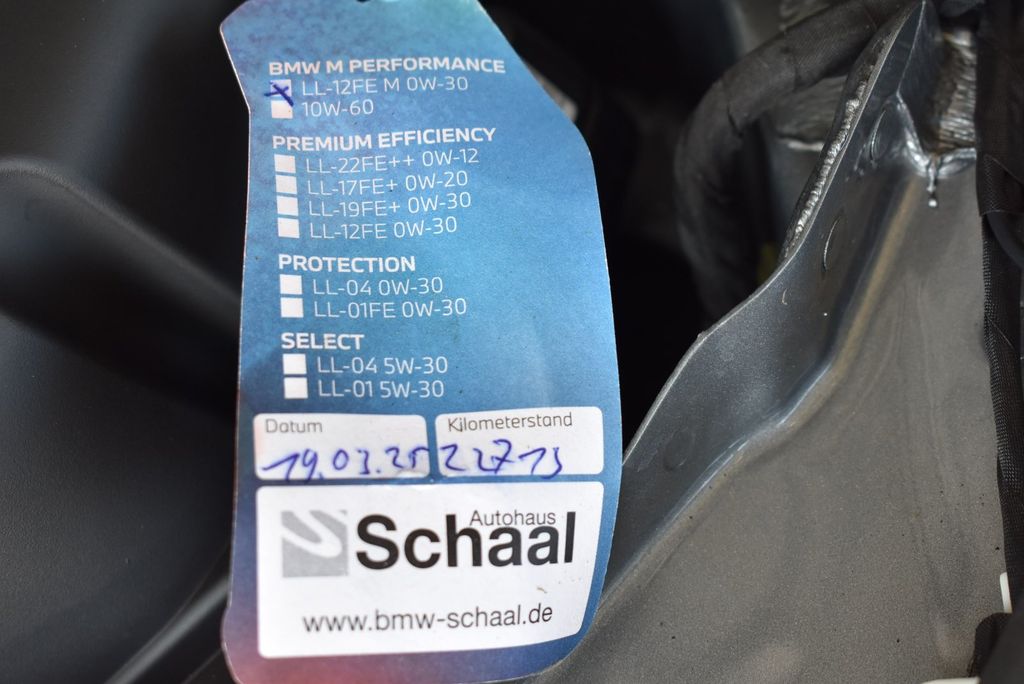 BMW M PERFORMANCE
LL-12FE M 0W-30
10W-60
PREMIUM EFFICIENCY
LL-22FE++ 0W-12
LL-17FE+ 0W-20
LL-19FE+ 0W-30
LL-12FE 0W-30
PROTECTION
LL-04 0W-30
LL-01FE 0W-30
SELECT
LL-04 5W-30
LL-01 5W-30
Datum Kilometerstand
19.03.25 22713
Autohaus
Schaal
www.bmw-schaal.de